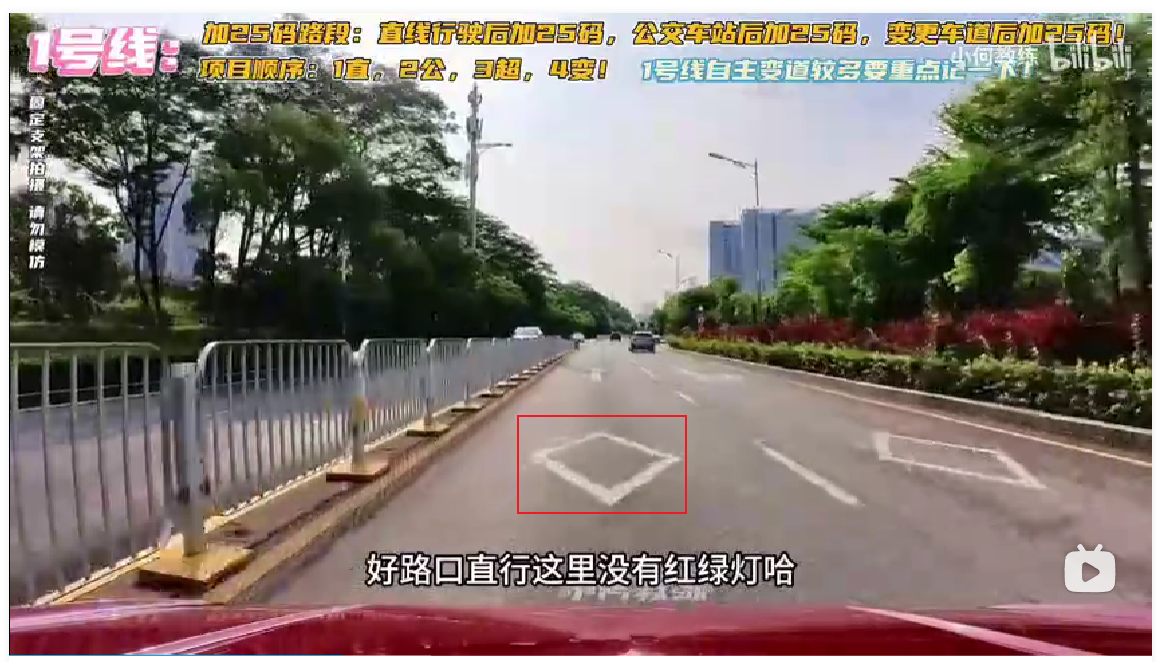 1号线：
加25码路段：直线行驶后加25码，公交车站后加25码，变更车道后加25码！
项目顺序：1直，2公，3超，4变！
1号线自主变道较多要重点记一大！
小何教练
bilibili
固定支架拍摄 请勿模仿
好路口直行这里没有红绿灯哈